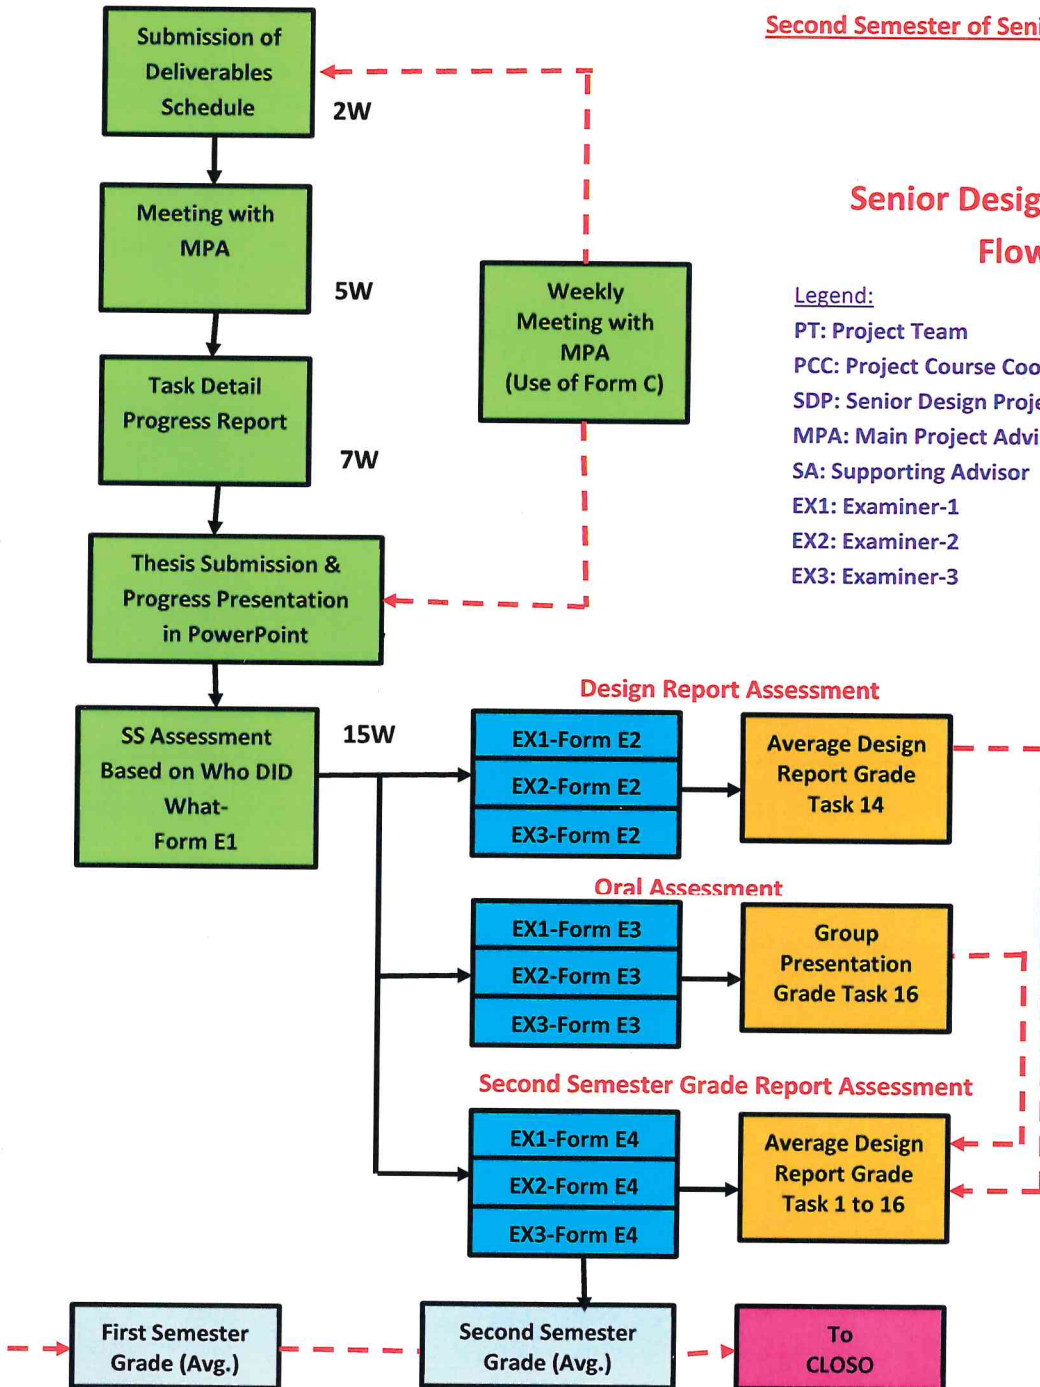 Second Semester of Seni
Submission of
Deliverables
Schedule
2W
Meeting with
MPA
5W
Task Detail
Progress Report
7W
Thesis Submission &
Progress Presentation
in PowerPoint
Weekly
Meeting with
MPA
(Use of Form C)
Senior Desig
Flow
Legend:
PT: Project Team
PCC: Project Course Coo
SDP: Senior Design Proje
MPA: Main Project Advi
SA: Supporting Advisor
EX1: Examiner-1
EX2: Examiner-2
EX3: Examiner-3
SS Assessment
Based on Who DID
What-
Form E1
15W
Design Report Assessment
EX1-Form E2
EX2-Form E2
EX3-Form E2
Average Design
Report Grade
Task 14
Oral Assessment
EX1-Form E3
EX2-Form E3
EX3-Form E3
Group
Presentation
Grade Task 16
Second Semester Grade Report Assessment
EX1-Form E4
EX2-Form E4
EX3-Form E4
Average Design
Report Grade
Task 1 to 16
First Semester
Grade (Avg.)
Second Semester
Grade (Avg.)
To
CLOSO